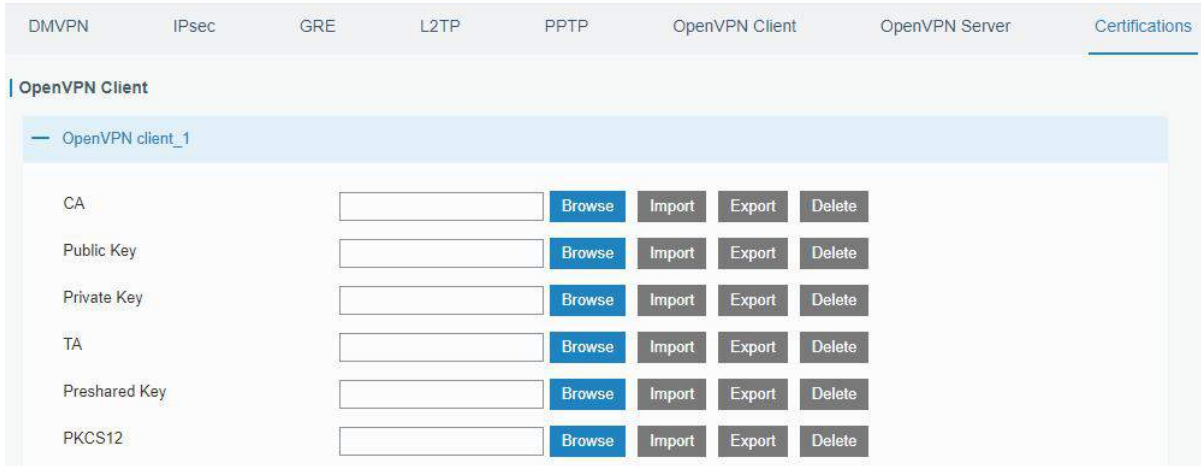 DMVPN IPsec GRE L2TP PPTP OpenVPN Client OpenVPN Server Certifications
OpenVPN Client
OpenVPN client_1
CA Browse Import Export Delete
Public Key Browse Import Export Delete
Private Key Browse Import Export Delete
TA Browse Import Export Delete
Preshared Key Browse Import Export Delete
PKCS12 Browse Import Export Delete